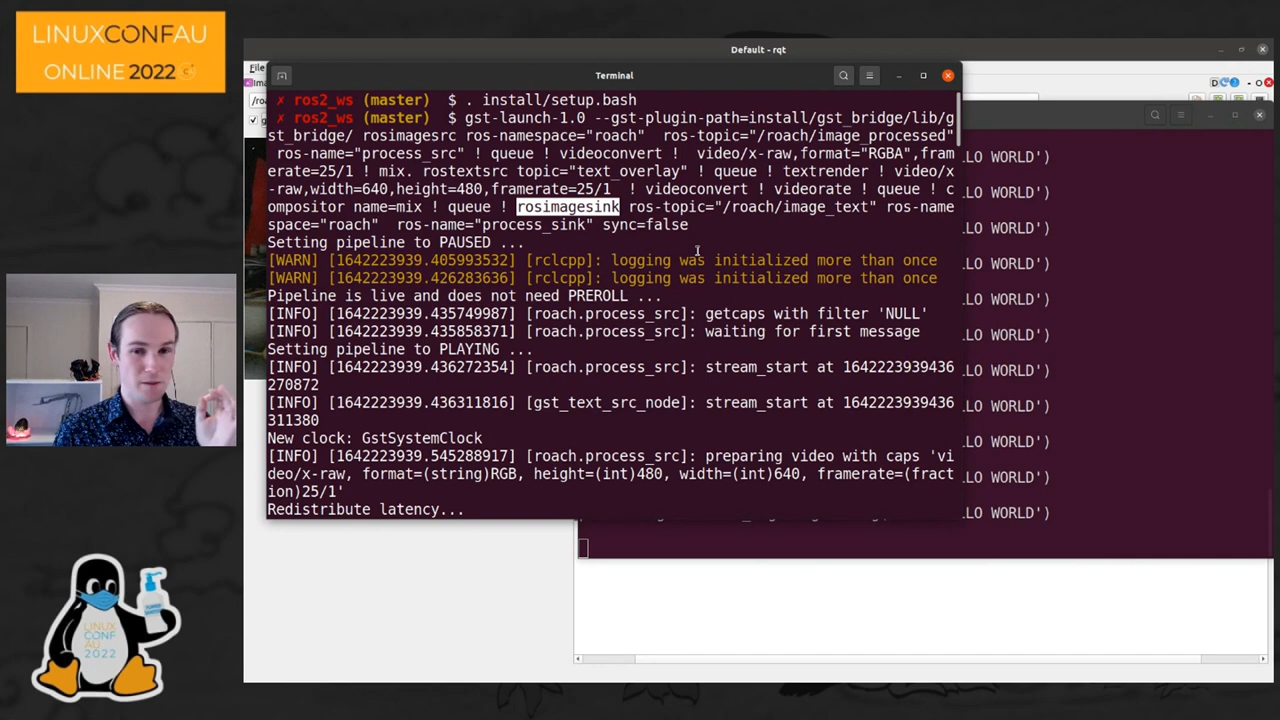 LINUXCONFAU
ONLINE 2022
Default - rqt
File
Terminal
✗ ros2_ws (master) $ . install/setup.bash
✗ ros2_ws (master) $ gst-launch-1.0 --gst-plugin-path=install/gst_bridge/lib/g
st_bridge/ rosimagesrc ros-namespace="roach"  ros-topic="/roach/image_processed"
ros-name="process_src" ! queue ! videoconvert !  video/x-raw,format="RGBA",fram
erate=25/1 ! mix. rostextsrc topic="text_overlay" ! queue ! textrender ! video/x
-raw,width=640,height=480,framerate=25/1  ! videoconvert ! videorate ! queue ! c
ompositor name=mix ! queue ! rosimagesink ros-topic="/roach/image_text" ros-name
space="roach"  ros-name="process_sink" sync=false
Setting pipeline to PAUSED ...
[WARN] [1642223939.405993532] [rclcpp]: logging was initialized more than once
[WARN] [1642223939.426283636] [rclcpp]: logging was initialized more than once
Pipeline is live and does not need PREROLL ...
[INFO] [1642223939.435749987] [roach.process_src]: getcaps with filter 'NULL'
[INFO] [1642223939.435858371] [roach.process_src]: waiting for first message
Setting pipeline to PLAYING ...
[INFO] [1642223939.436272354] [roach.process_src]: stream_start at 1642223939436
270872
[INFO] [1642223939.436311816] [gst_text_src_node]: stream_start at 1642223939436
311380
New clock: GstSystemClock
[INFO] [1642223939.545288917] [roach.process_src]: preparing video with caps 'vi
deo/x-raw, format=(string)RGB, height=(int)480, width=(int)640, framerate=(fract
ion)25/1'
Redistribute latency...
LO WORLD')
LO WORLD')
LO WORLD')
LO WORLD')
LO WORLD')
LO WORLD')
LO WORLD')
LO WORLD')
LO WORLD')
LO WORLD')
LO WORLD')
LINUX
CONF
AU
2022